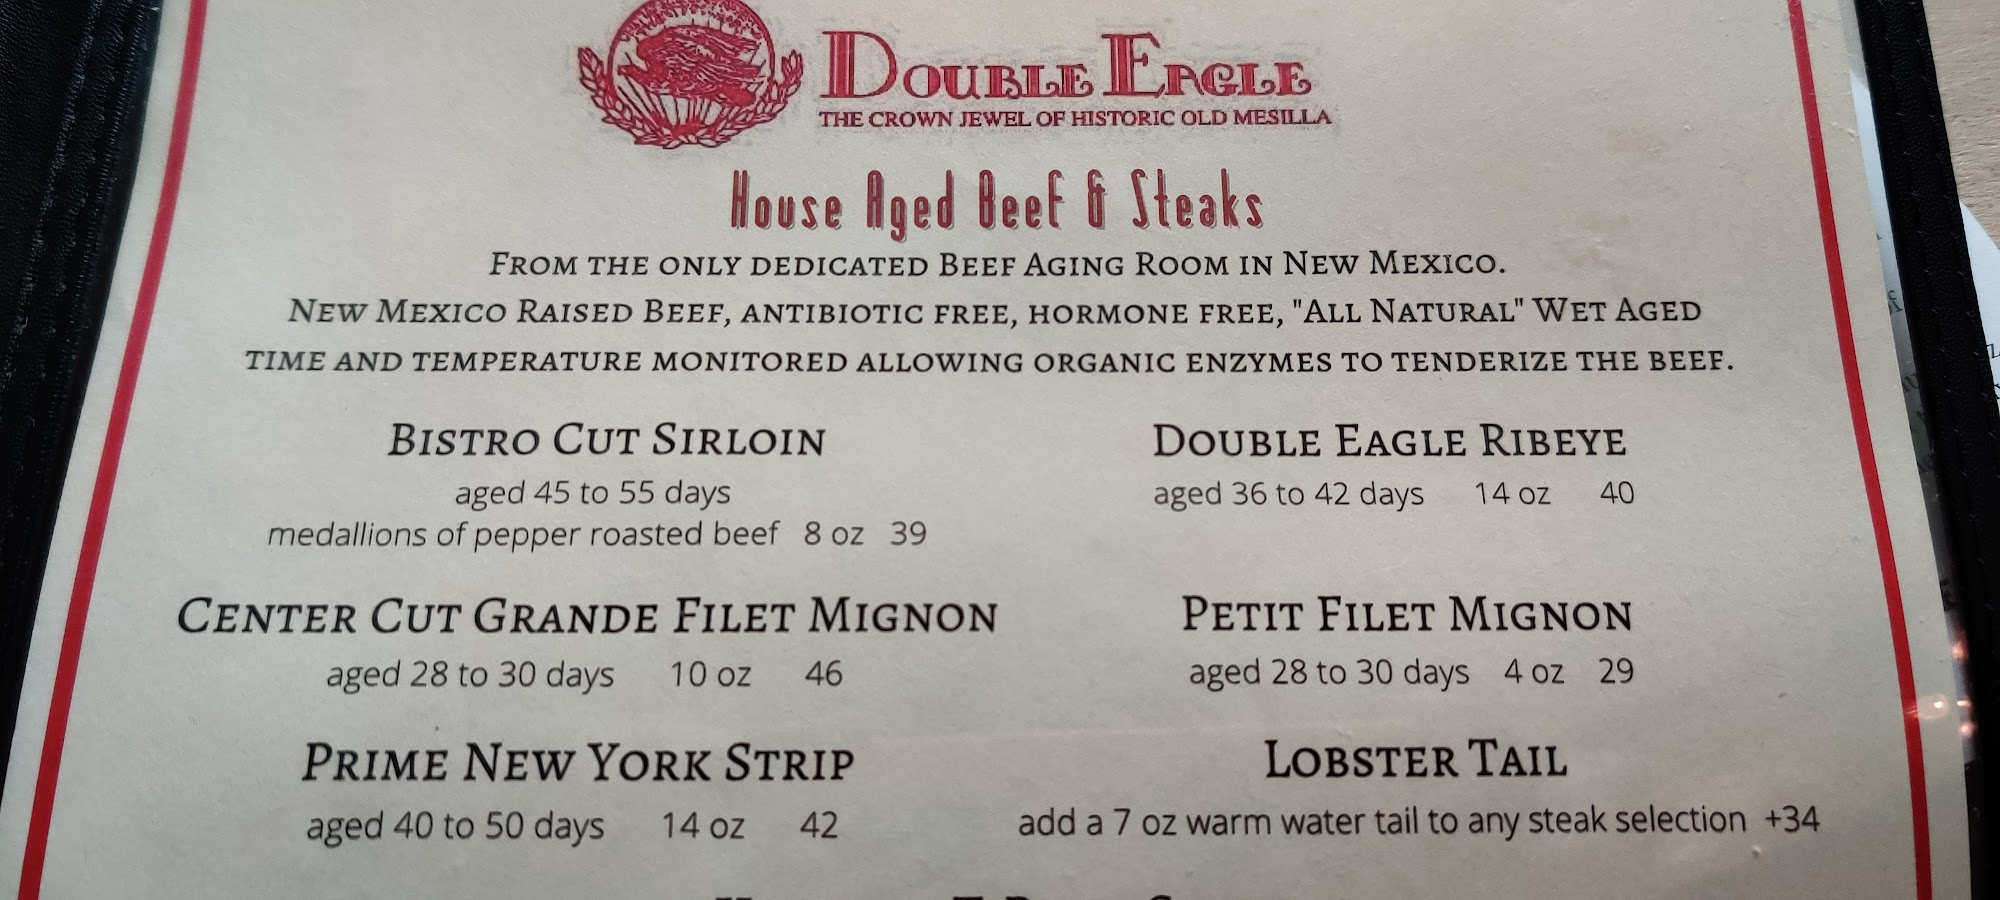 DOUBLE EAGLE
THE CROWN JEWEL OF HISTORIC OLD MESILLA
House Aged Beef & Steaks
FROM THE ONLY DEDICATED BEEF AGING ROOM IN NEW MEXICO.
NEW MEXICO RAISED BEEF, ANTIBIOTIC FREE, HORMONE FREE, "ALL NATURAL" WET AGED
TIME AND TEMPERATURE MONITORED ALLOWING ORGANIC ENZYMES TO TENDERIZE THE BEEF.
BISTRO CUT SIRLOIN
aged 45 to 55 days
medallions of pepper roasted beef 8 oz 39
DOUBLE EAGLE RIBEYE
aged 36 to 42 days 14 oz 40
CENTER CUT GRANDE FILET MIGNON
aged 28 to 30 days 10 oz 46
PETIT FILET MIGNON
aged 28 to 30 days 4 oz 29
PRIME NEW YORK STRIP
aged 40 to 50 days 14 oz 42
LOBSTER TAIL
add a 7 oz warm water tail to any steak selection +34